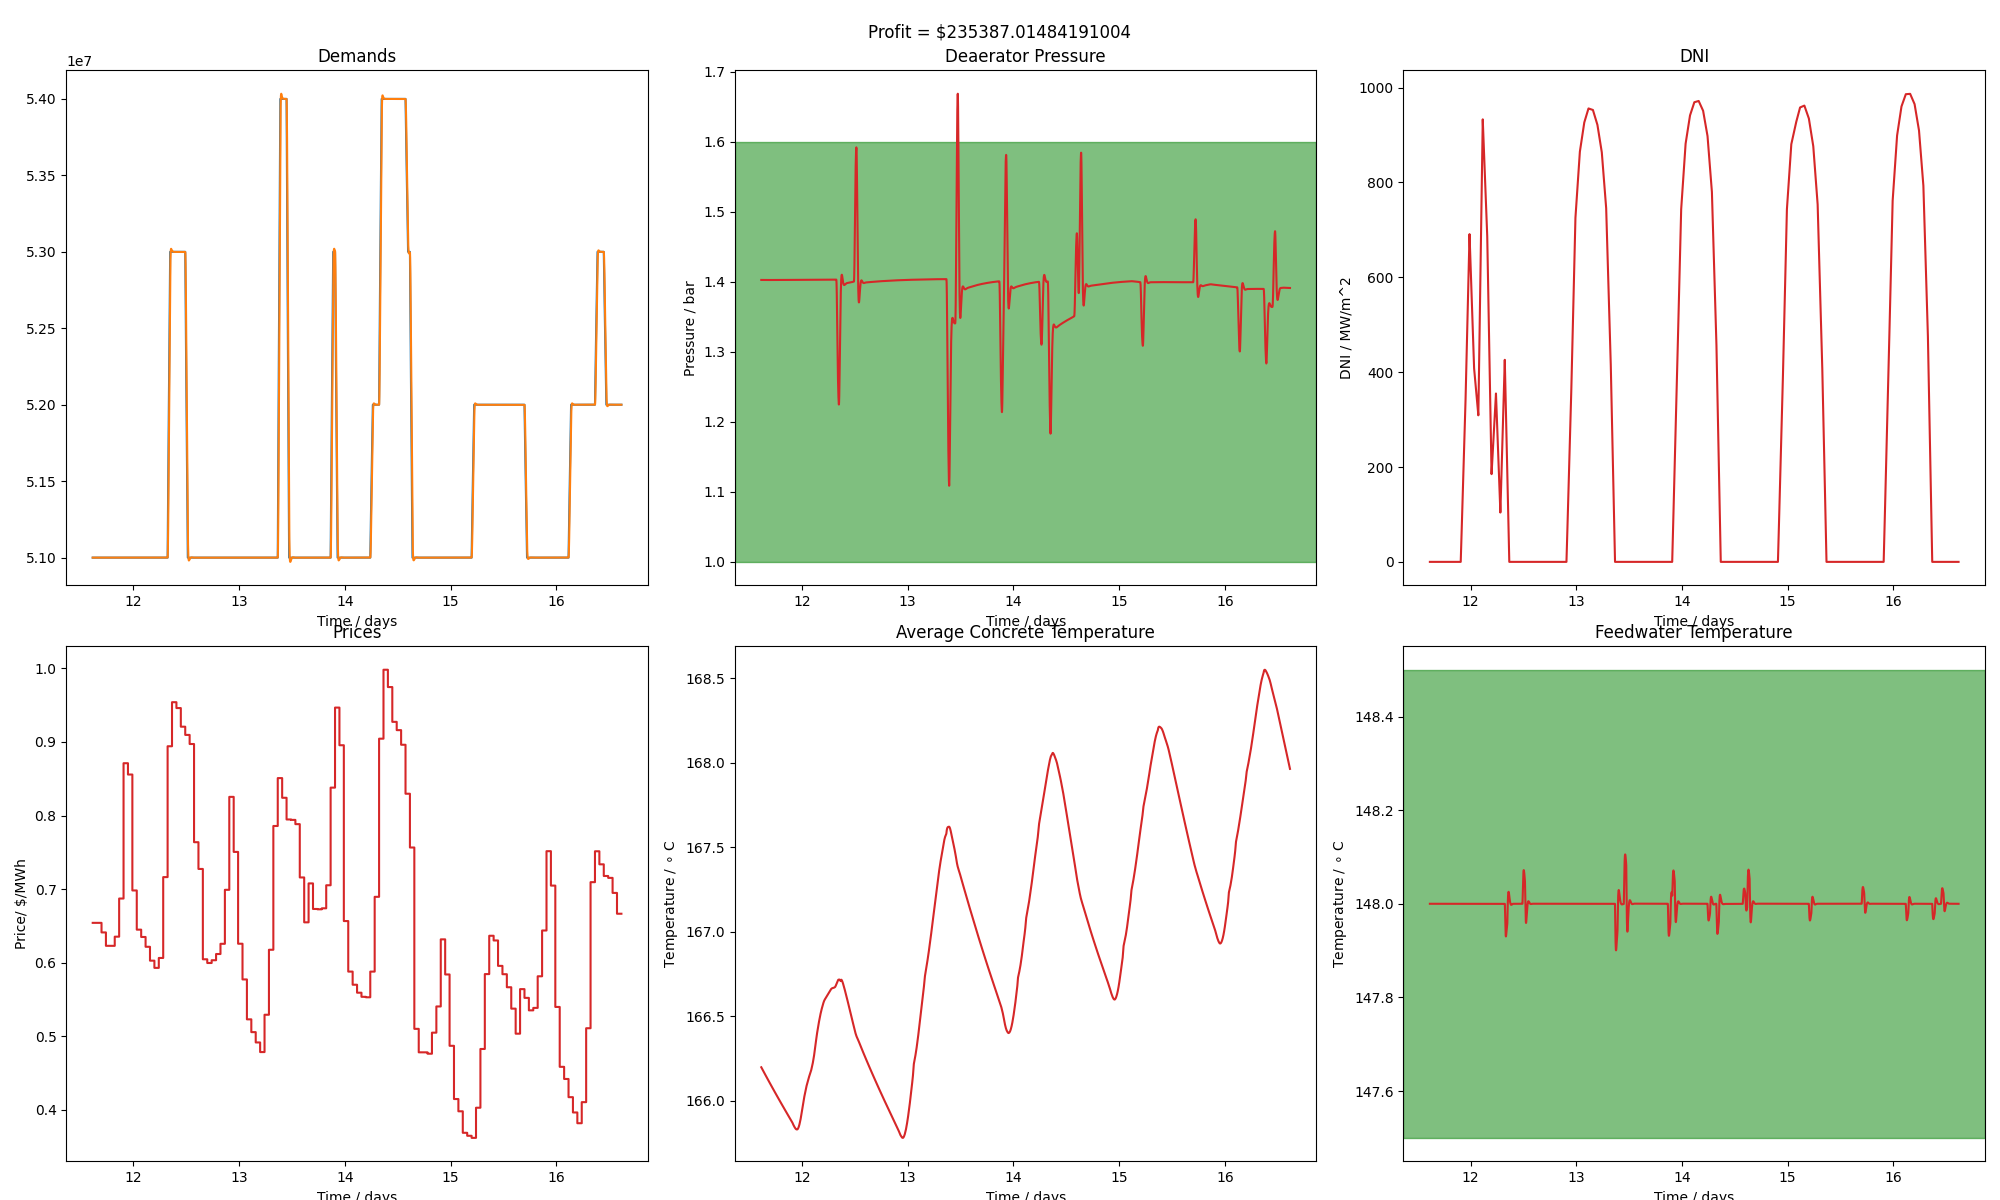 Profit = $235387.01484191004
Demands
1e7
5.40
5.35
5.30
5.25
5.20
5.15
5.10
12 13 14 15 16
Time / days
Deaerator Pressure
Pressure / bar
1.7
1.6
1.5
1.4
1.3
1.2
1.1
1.0
12 13 14 15 16
Time / days
DNI
DNI / MW/m^2
1000
800
600
400
200
0
12 13 14 15 16
Time / days
Prices
Price/ $/MWh
1.0
0.9
0.8
0.7
0.6
0.5
0.4
12 13 14 15 16
Time / days
Average Concrete Temperature
Temperature / ∘ C
168.5
168.0
167.5
167.0
166.5
166.0
12 13 14 15 16
Time / days
Feedwater Temperature
Temperature / ∘ C
148.4
148.2
148.0
147.8
147.6
12 13 14 15 16
Time / days